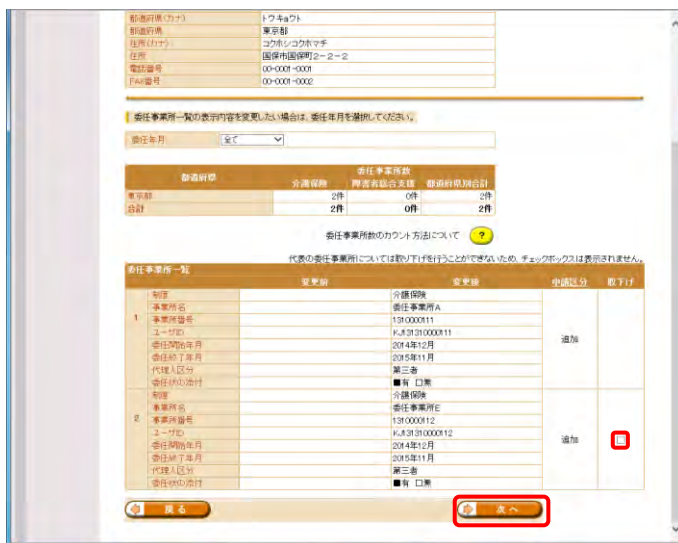 都道府県(カナ) トウキョウト
都道府県 東京都
住所(カナ) コクホシコクホマチ
住所 国保市国保町2-2-2
電話番号 00-0001-0001
FAX番号 00-0001-0002
委任事業所一覧の表示内容を変更したい場合は、委任年月を選択してください。
委任年月 全て
都道府県 委任事業所数
介護保険 障害者総合支援 都道府県別合計
東京都 2件 0件 2件
合計 2件 0件 2件
委任事業所数のカウント方法について ?
代表の委任事業所については取り下げを行うことができないため、チェックボックスは表示されません。
委任事業所一覧
変更前 変更後 申請区分 取下げ
1 追加
制度 介護保険
事業所名 委任事業所A
事業所番号 1310000111
ユーザID KJ131310000111
委任開始年月 2014年12月
委任終了年月 2015年11月
代理人区分 第三者
委任状の添付 ■有 □無
2 追加
制度 介護保険
事業所名 委任事業所E
事業所番号 1310000112
ユーザID KJ131310000112
委任開始年月 2014年12月
委任終了年月 2015年11月
代理人区分 第三者
委任状の添付 ■有 □無
戻る 次へ